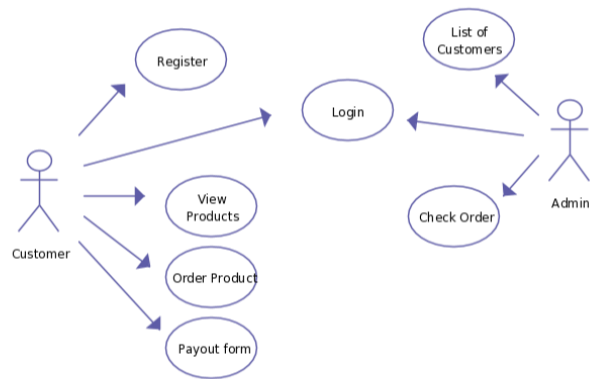 List of
Customers
Register
Login
Admin
View
Products
Check Order
Customer
Order Product
Payout form